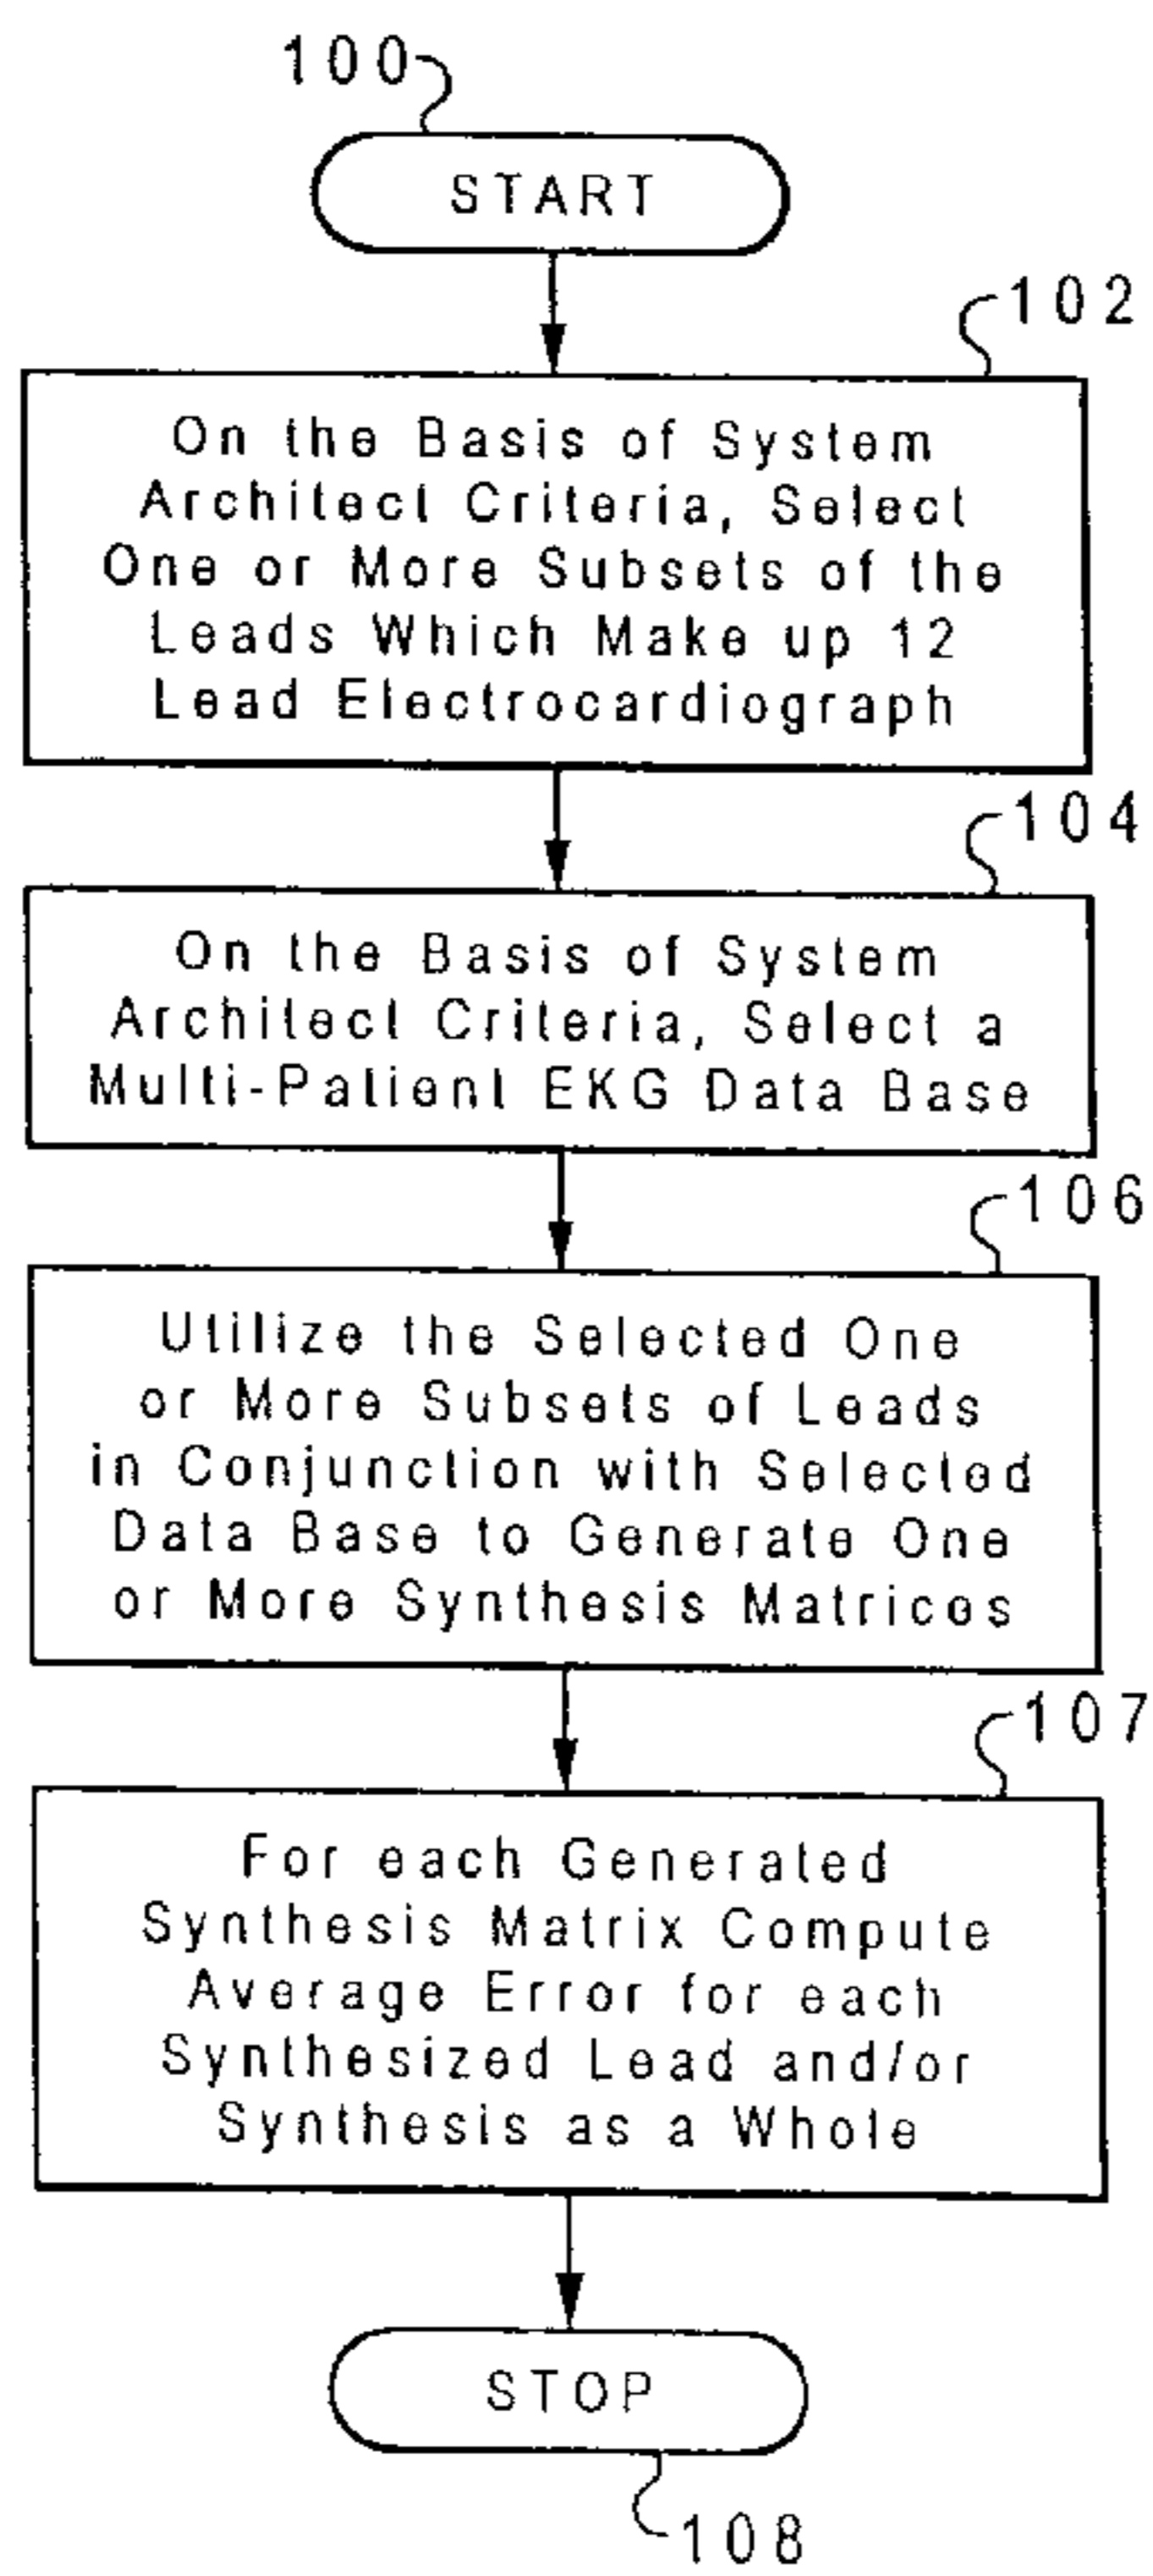 100
START
102
On the Basis of System
Architect Criteria, Select
One or More Subsets of the
Leads Which Make up 12
Lead Electrocardiograph
104
On the Basis of System
Architect Criteria, Select a
Multi-Patient EKG Data Base
106
Utilize the Selected One
or More Subsets of Leads
in Conjunction with Selected
Data Base to Generate One
or More Synthesis Matrices
107
For each Generated
Synthesis Matrix Compute
Average Error for each
Synthesized Lead and/or
Synthesis as a Whole
STOP
108